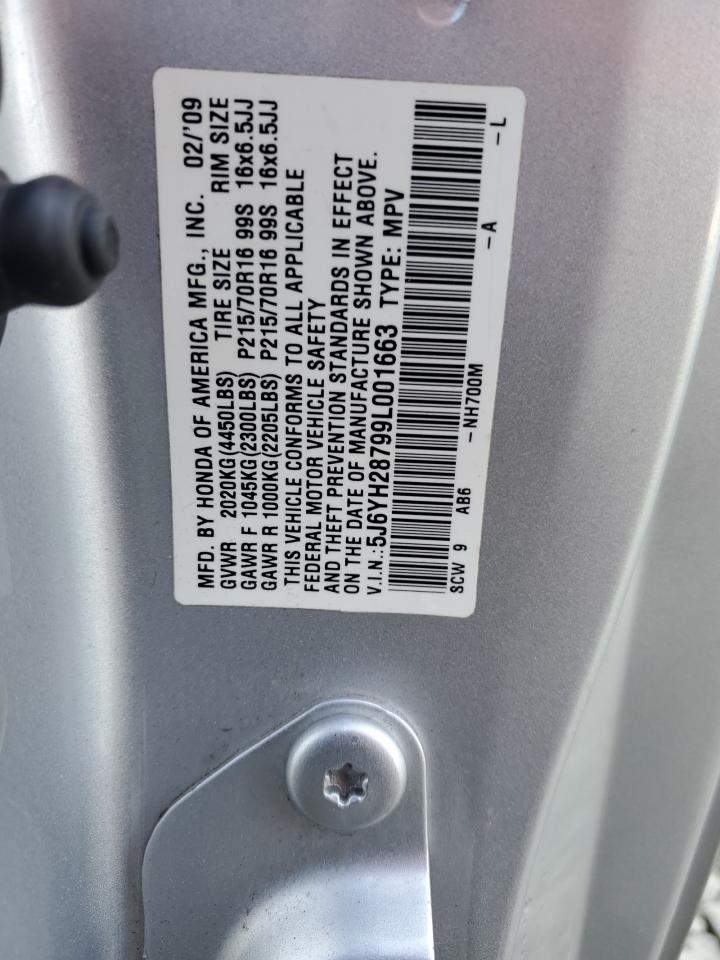 MFD. BY HONDA OF AMERICA MFG., INC. 02/'09
GVWR 2020KG(4450LBS) TIRE SIZE RIM SIZE
GAWR F 1045KG(2300LBS) P215/70R16 99S 16x6.5JJ
GAWR R 1000KG(2205LBS) P215/70R16 99S 16x6.5JJ
THIS VEHICLE CONFORMS TO ALL APPLICABLE
FEDERAL MOTOR VEHICLE SAFETY
AND THEFT PREVENTION STANDARDS IN EFFECT
ON THE DATE OF MANUFACTURE SHOWN ABOVE.
V.I.N.:5J6YH28799L001663 TYPE: MPV
SCW 9 AB6 -NH700M -A -L